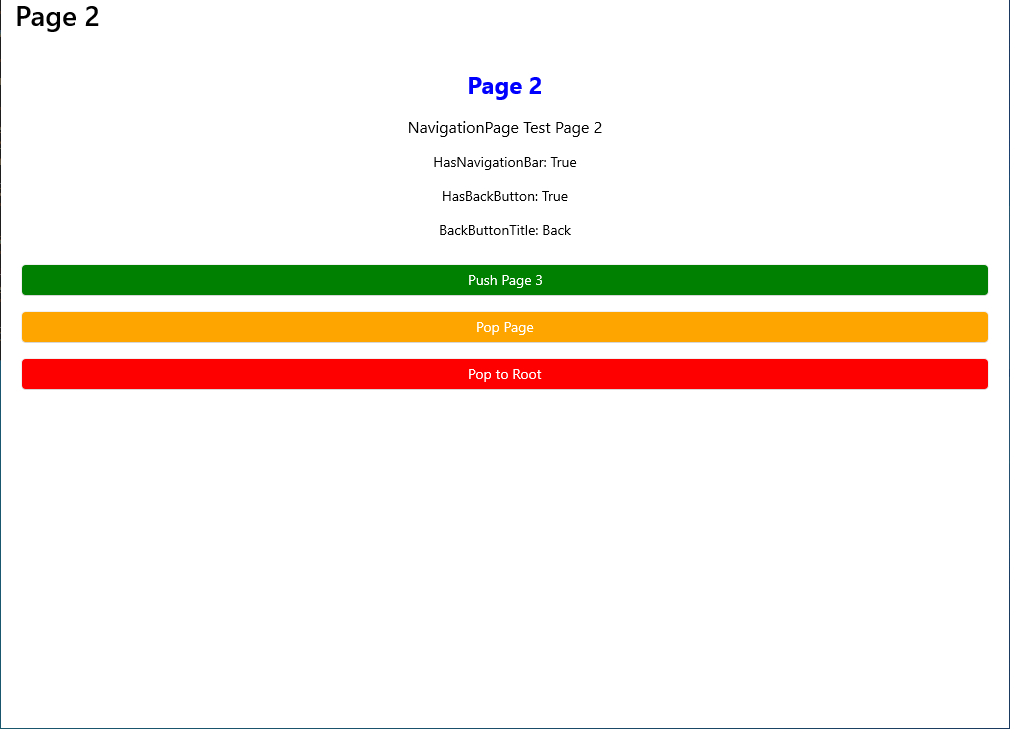 Page 2
Page 2
NavigationPage Test Page 2
HasNavigationBar: True
HasBackButton: True
BackButtonTitle: Back
Push Page 3
Pop Page
Pop to Root